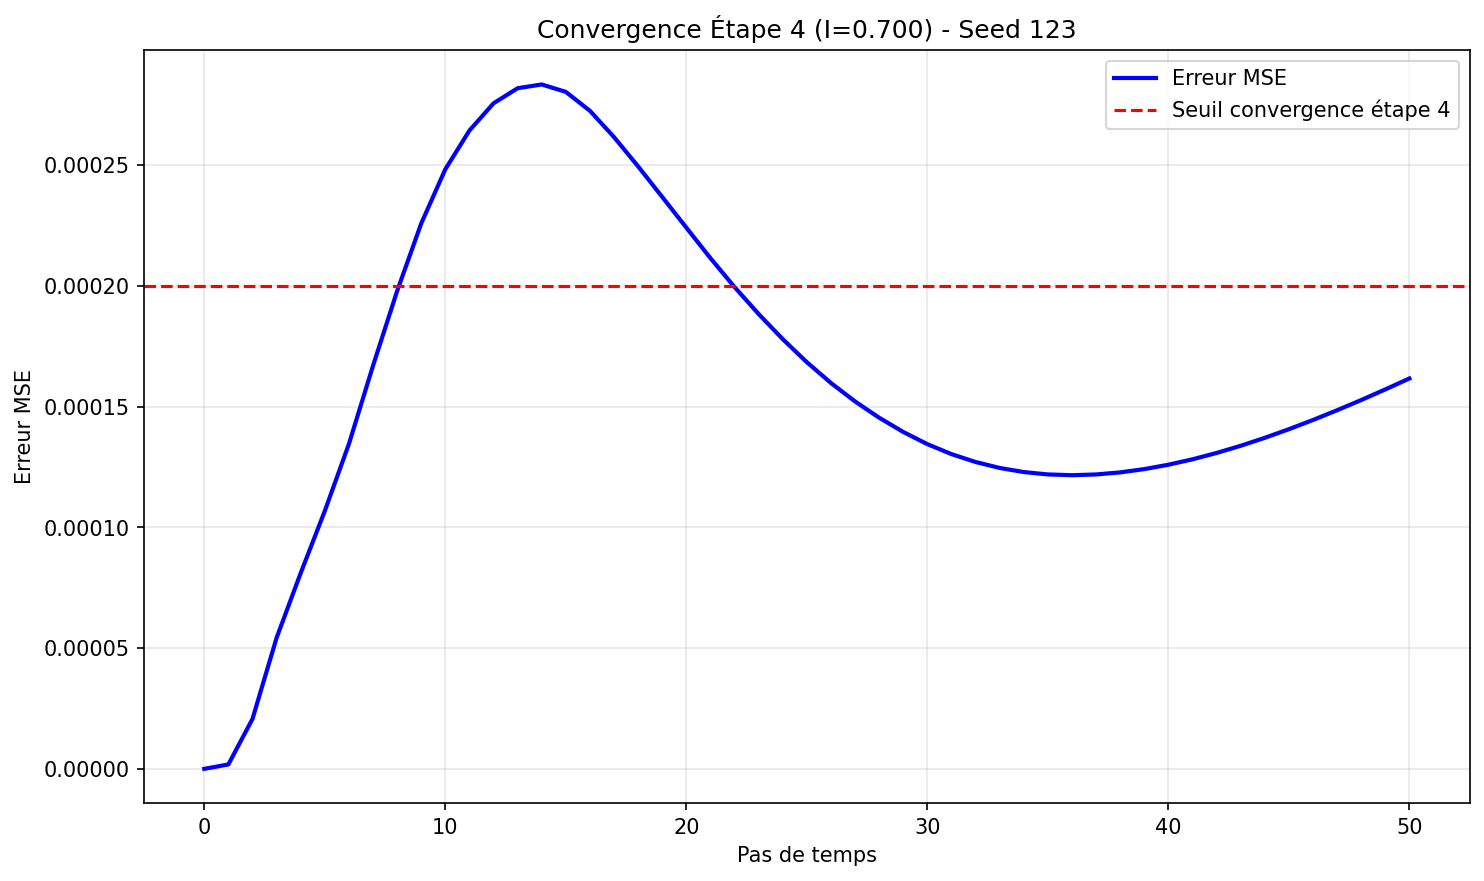 Convergence Étape 4 (I=0.700) - Seed 123
Erreur MSE
Seuil convergence étape 4
0.00025
0.00020
0.00015
0.00010
0.00005
0.00000
Erreur MSE
0
10
20
30
40
50
Pas de temps